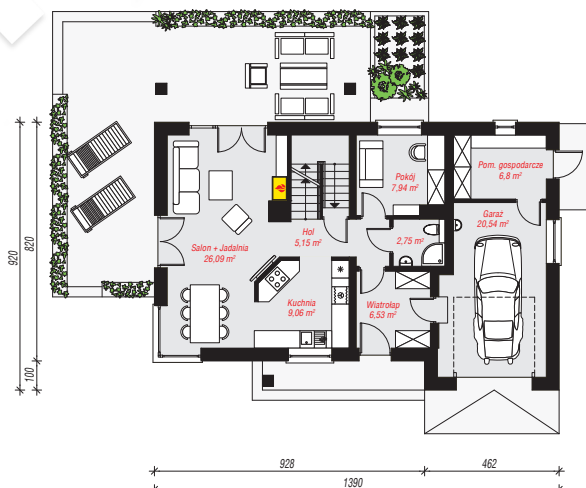 Pokój
7,94 m²
Pom. gospodarcze
6,8 m²
Hol
5,15 m²
2,75 m²
Garaż
20,54 m²
Salon + Jadalnia
26,09 m²
Kuchnia
9,06 m²
Wiatrołap
6,53 m²
920
820
100
928
462
1390